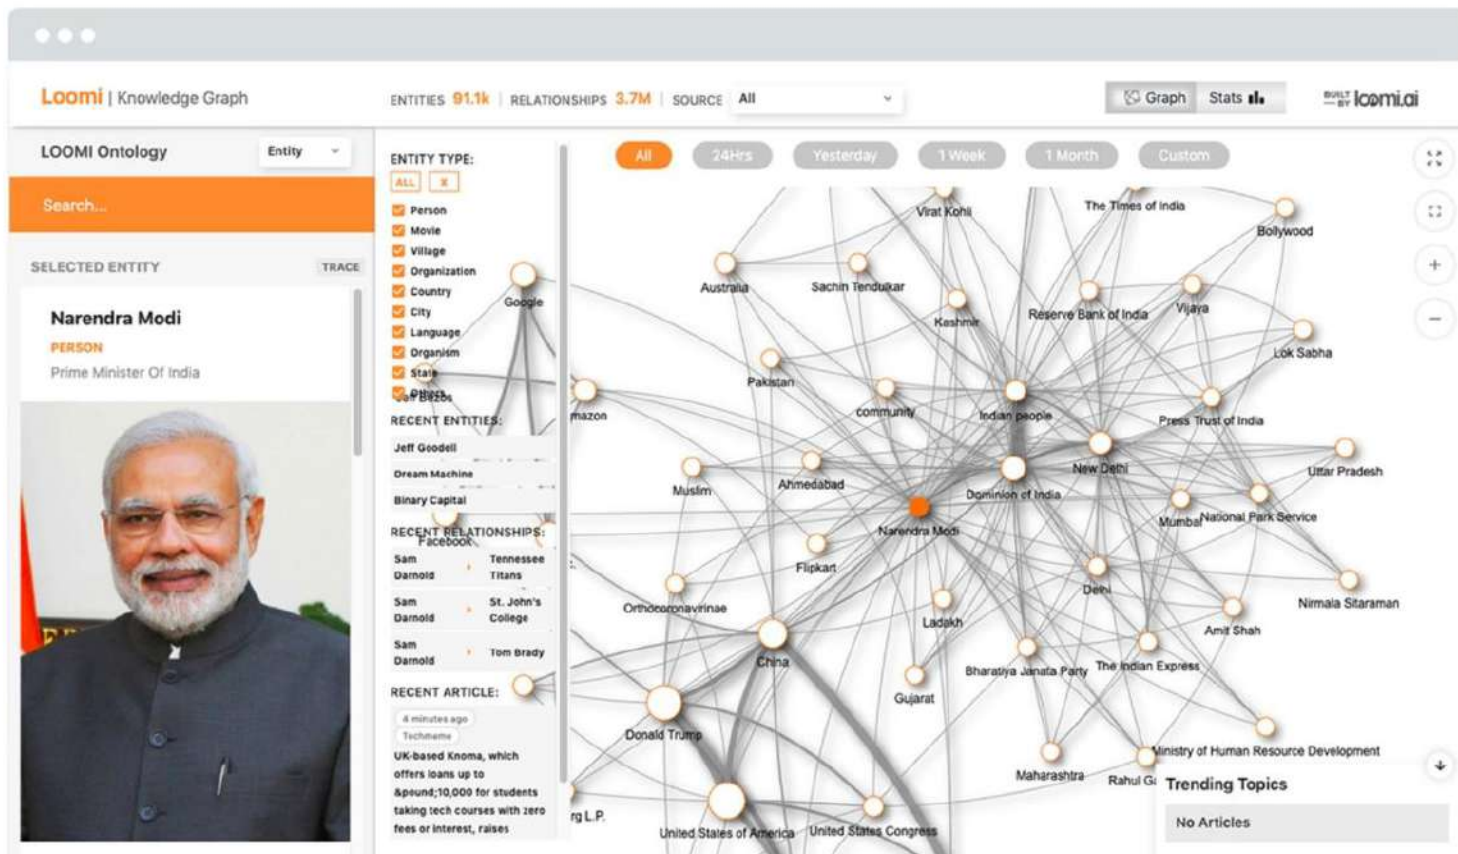 Loomi | Knowledge Graph
ENTITIES 91.1k | RELATIONSHIPS 3.7M | SOURCE All
Graph Stats
BUILT BY loomi.ai
LOOMI Ontology
Entity
Search...
SELECTED ENTITY
TRACE
Narendra Modi
PERSON
Prime Minister Of India
ENTITY TYPE:
ALL X
Person
Movie
Village
Organization
Country
City
Language
Organism
State
Others
RECENT ENTITIES:
Jeff Goodell
Dream Machine
Binary Capital
RECENT RELATIONSHIPS:
Sam Darnold Tennessee Titans
Sam Darnold St. John's College
Sam Darnold Tom Brady
RECENT ARTICLE:
4 minutes ago
Techmeme
UK-based Knoma, which
offers loans up to
&pound;10,000 for students
taking tech courses with zero
fees or interest, raises
All 24Hrs Yesterday 1 Week 1 Month Custom
Virat Kohli
The Times of India
Bollywood
Google
Australia
Sachin Tendulkar
Kashmir
Reserve Bank of India
Vijaya
Lok Sabha
Pakistan
mazon
community
Indian people
Press Trust of India
Muslim
Ahmedabad
Dominion of India
New Delhi
Uttar Pradesh
Narendra Modi
Mumbai
National Park Service
Facebook
Flipkart
Orthocoronavirinae
Ladakh
Delhi
Nirmala Sitaraman
Amit Shah
China
Gujarat
Bharatiya Janata Party
The Indian Express
Donald Trump
Maharashtra
Rahul Ga
Ministry of Human Resource Development
rg L.P.
United States of America
United States Congress
Trending Topics
No Articles